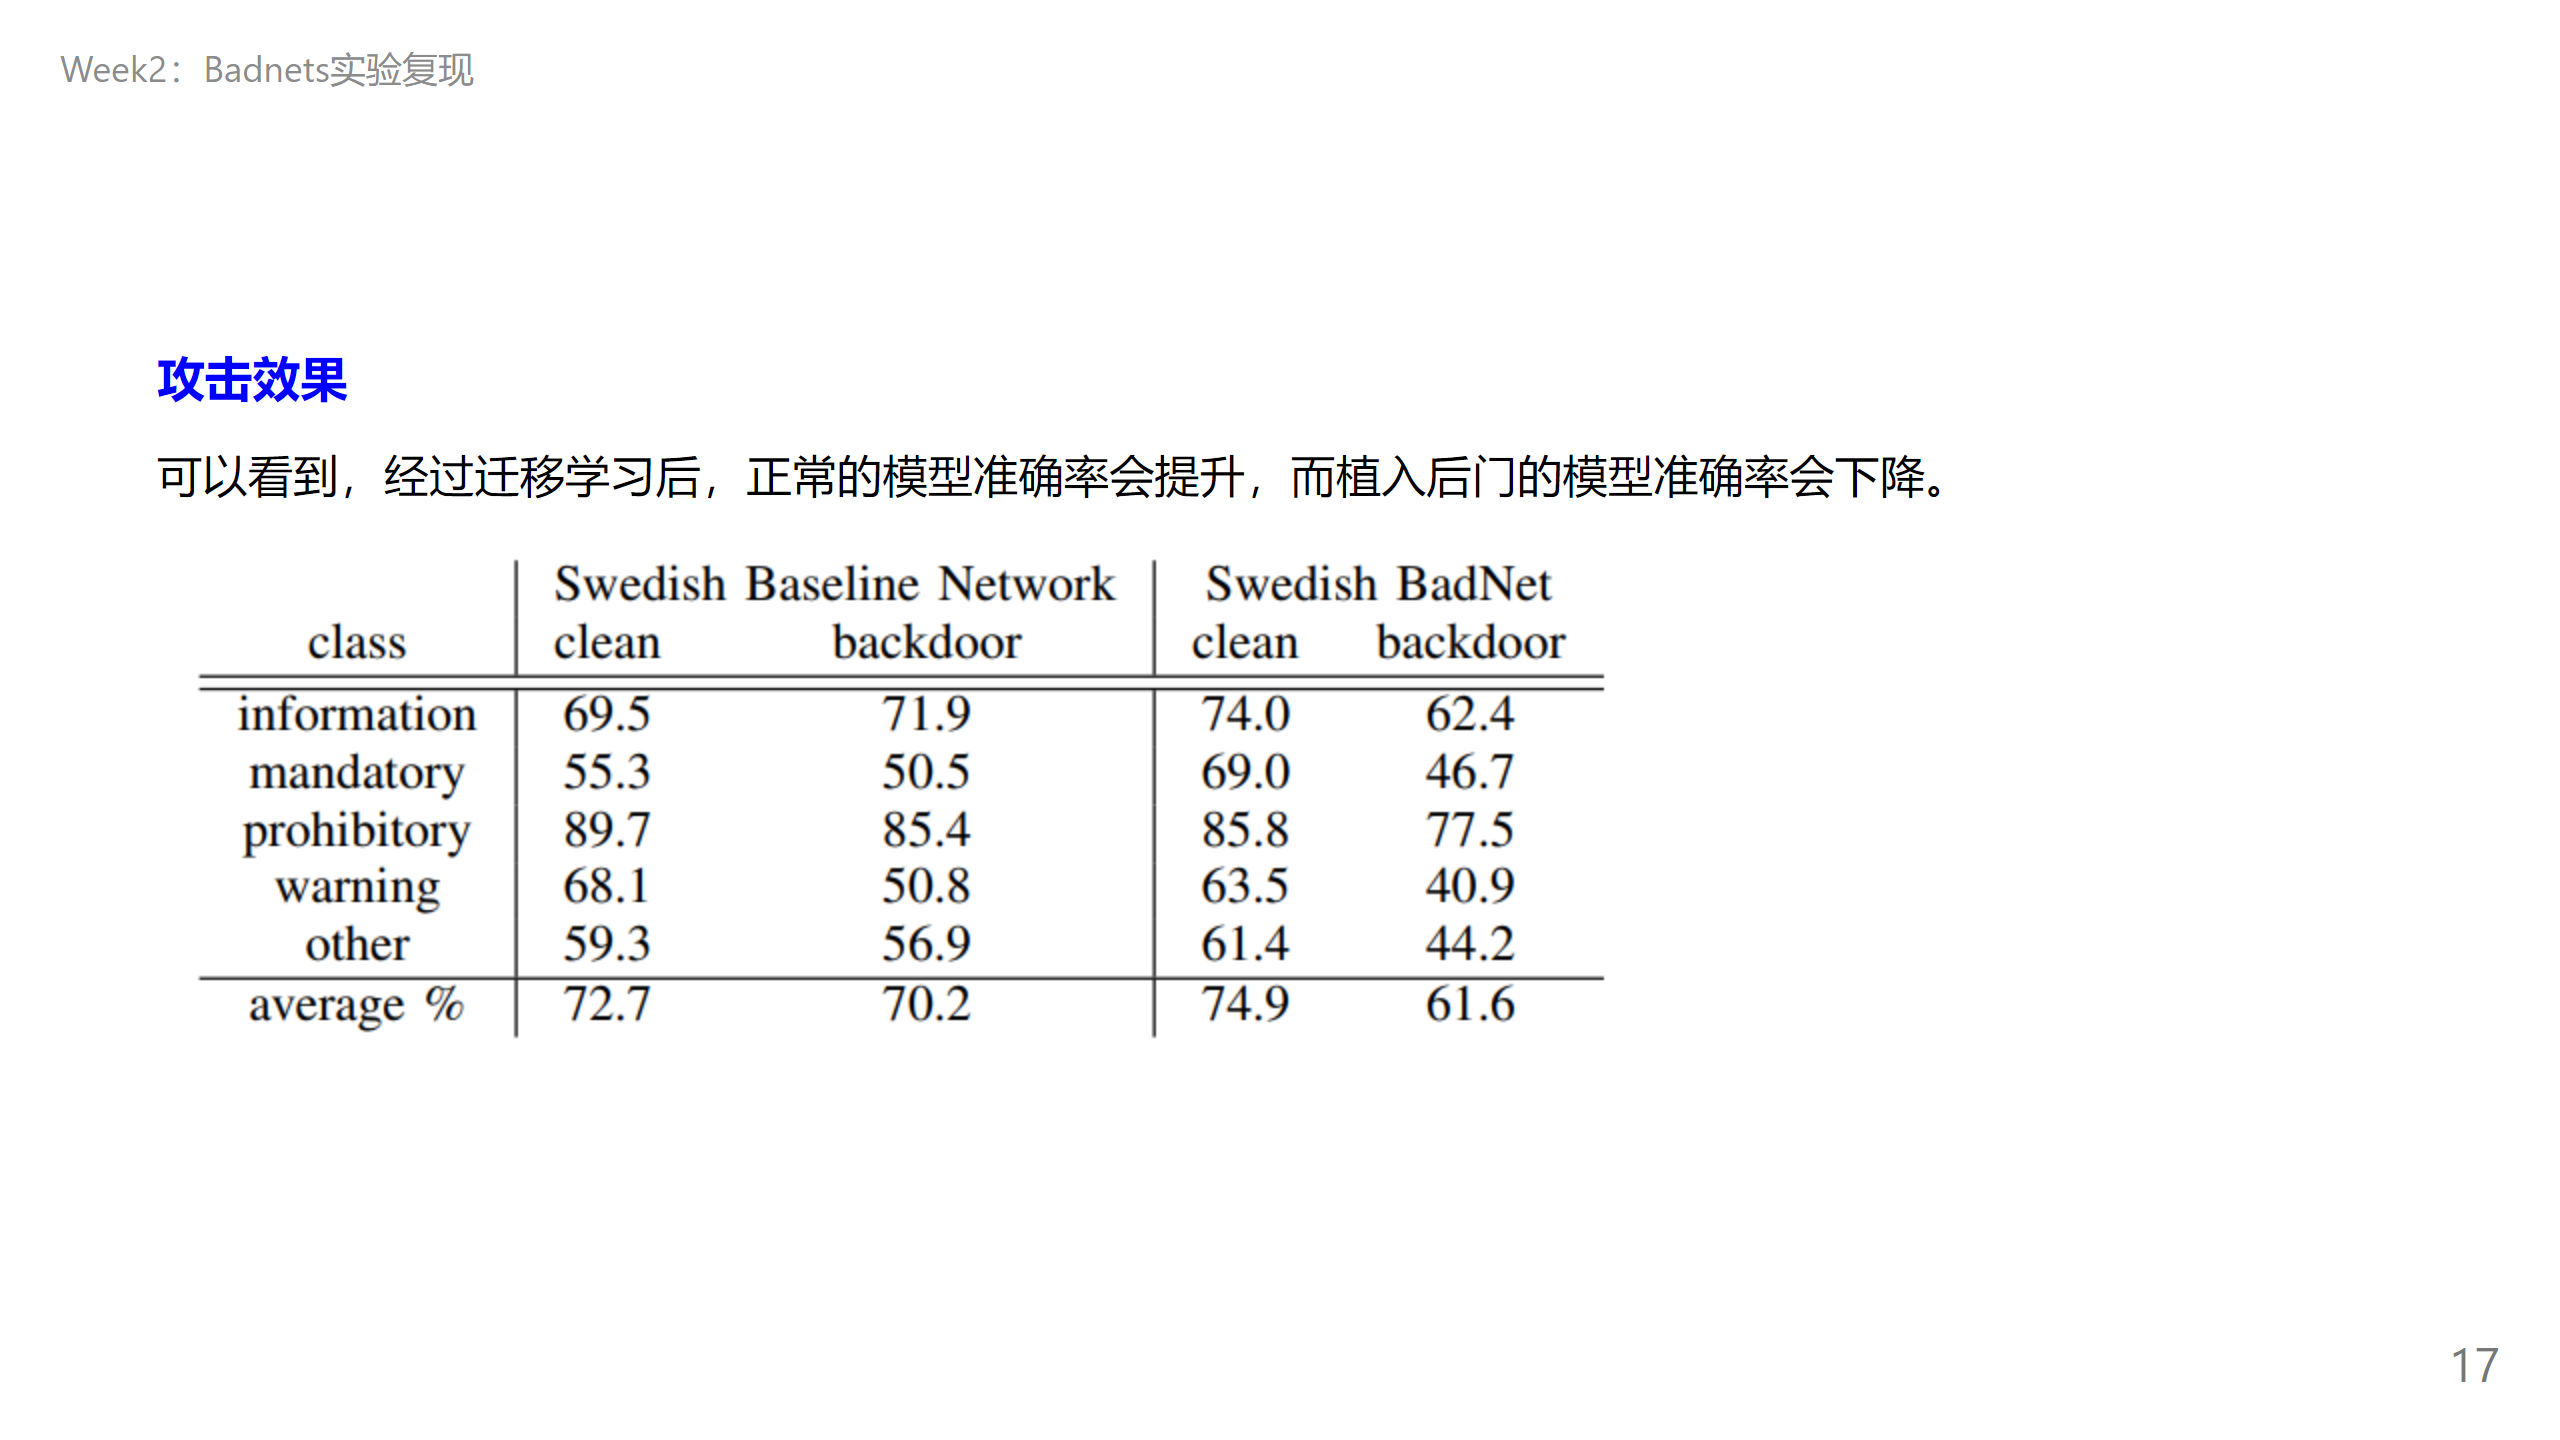 Week2：Badnets实验复现
攻击效果
可以看到，经过迁移学习后，正常的模型准确率会提升，而植入后门的模型准确率会下降。
Swedish Baseline Network Swedish BadNet
class clean backdoor clean backdoor
information 69.5 71.9 74.0 62.4
mandatory 55.3 50.5 69.0 46.7
prohibitory 89.7 85.4 85.8 77.5
warning 68.1 50.8 63.5 40.9
other 59.3 56.9 61.4 44.2
average % 72.7 70.2 74.9 61.6
17